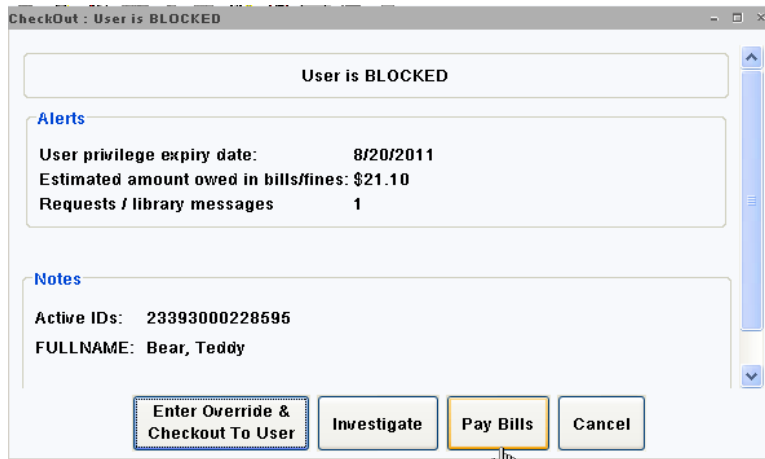 CheckOut : User is BLOCKED
User is BLOCKED
Alerts
User privilege expiry date: 8/20/2011
Estimated amount owed in bills/fines: $21.10
Requests / library messages 1
Notes
Active IDs: 23393000228595
FULLNAME: Bear, Teddy
Enter Override &
Checkout To User
Investigate
Pay Bills
Cancel